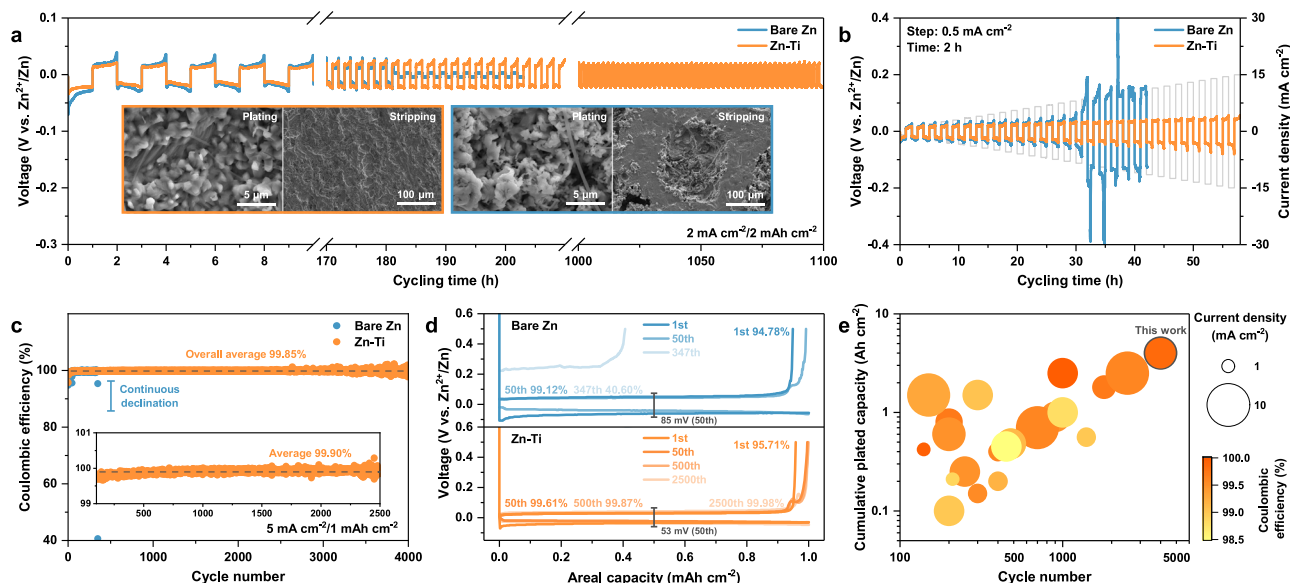 a
Bare Zn
Zn-Ti
Voltage (V vs. Zn²⁺/Zn)
0.1
0.0
-0.1
-0.2
-0.3
Plating
Stripping
Plating
Stripping
5 μm
100 μm
5 μm
100 μm
2 mA cm⁻²/2 mAh cm⁻²
0 2 4 6 8 170 180 190 200 1000 1050 1100
Cycling time (h)
b
Step: 0.5 mA cm⁻²
Time: 2 h
Bare Zn
Zn-Ti
Voltage (V vs. Zn²⁺/Zn)
0.4
0.2
0.0
-0.2
-0.4
30
15
0
-15
-30
Current density (mA cm⁻²)
0 10 20 30 40 50
Cycling time (h)
c
Bare Zn
Zn-Ti
Overall average 99.85%
Coulombic efficiency (%)
100
80
60
40
Continuous
declination
101
100
99
Average 99.90%
500 1000 1500 2000 2500
5 mA cm⁻²/1 mAh cm⁻²
0 1000 2000 3000 4000
Cycle number
d
Voltage (V vs. Zn²⁺/Zn)
0.6
0.4
0.2
0.0
Bare Zn
1st
50th
347th
1st 94.78%
50th 99.12% 347th 40.60%
85 mV (50th)
0.6
0.4
0.2
0.0
Zn-Ti
1st
50th
500th
2500th
1st 95.71%
50th 99.61% 500th 99.87% 2500th 99.98%
53 mV (50th)
0.0 0.2 0.4 0.6 0.8 1.0
Areal capacity (mAh cm⁻²)
e
Cumulative plated capacity (Ah cm⁻²)
10
1
0.1
This work
100 500 1000 5000
Cycle number
Current density
(mA cm⁻²)
1
10
100.0
99.5
99.0
98.5
Coulombic
efficiency (%)